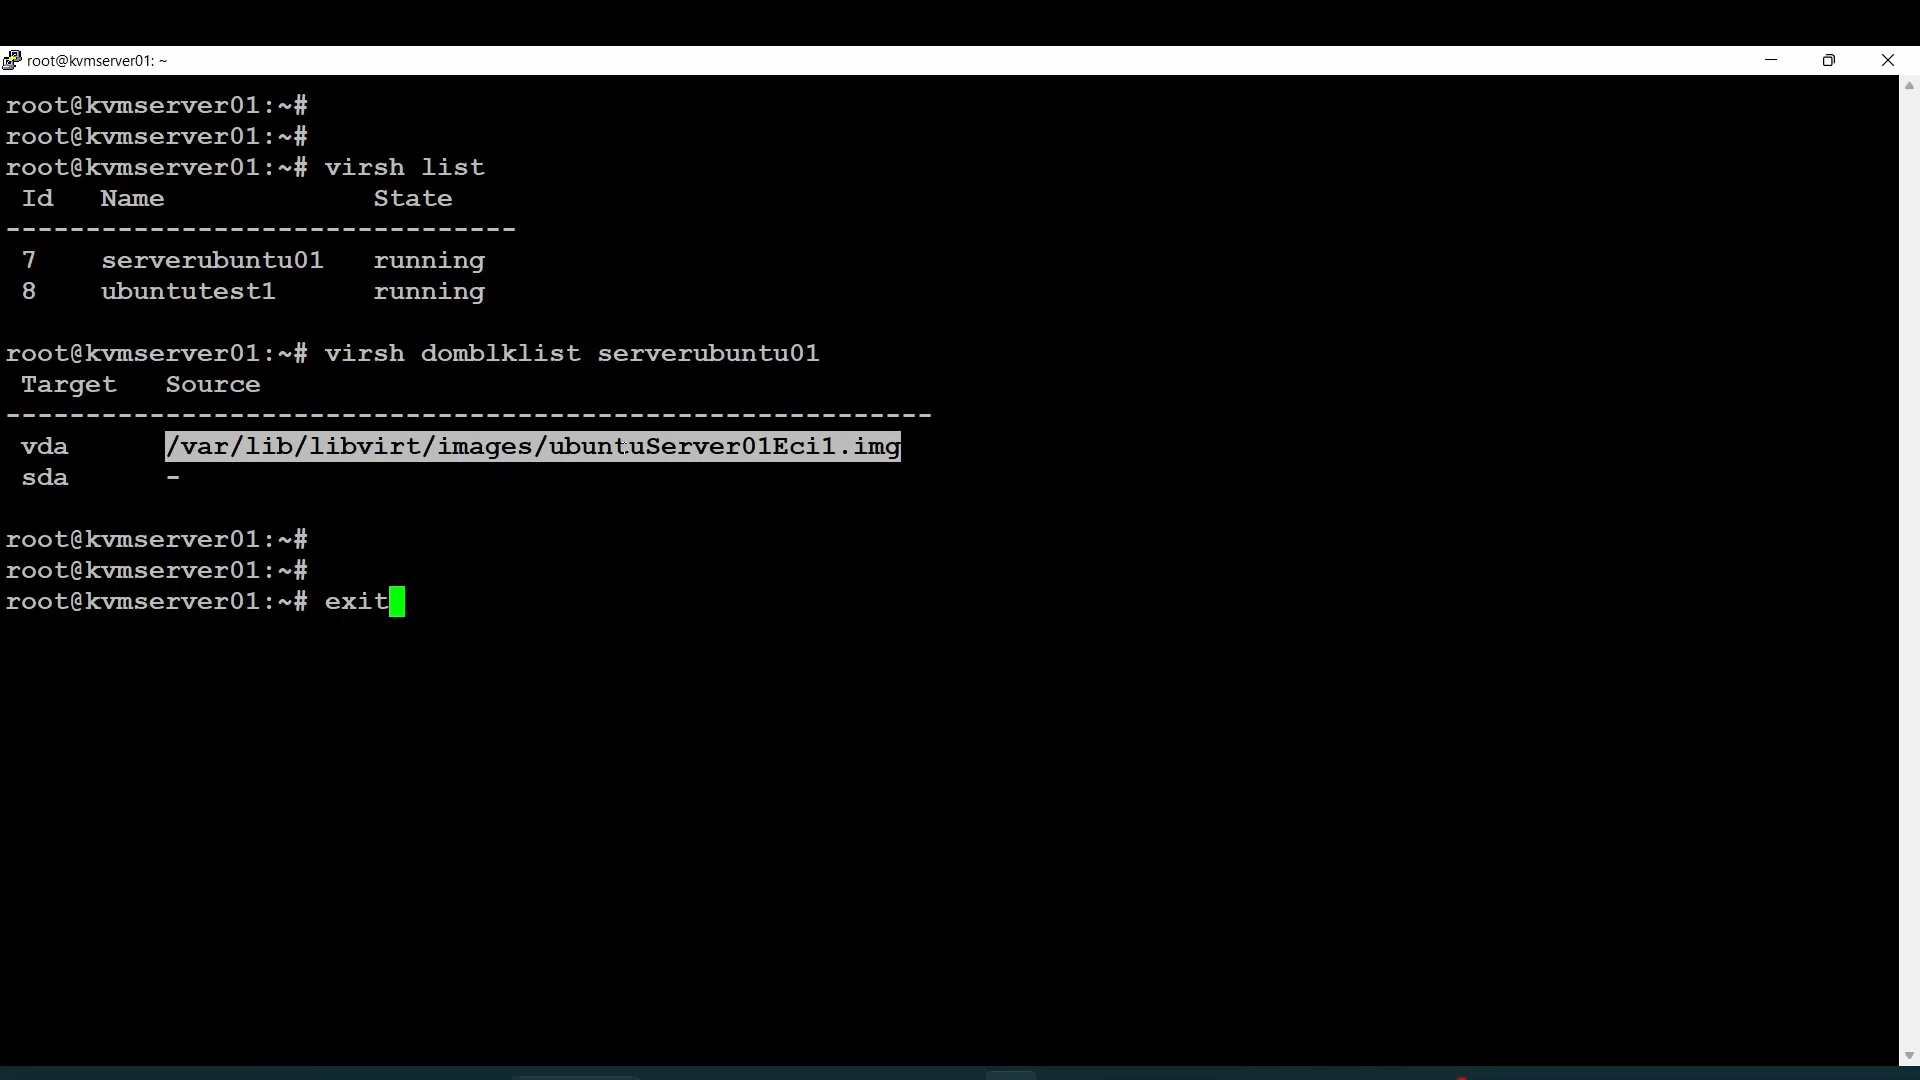 root@kvmserver01: ~
root@kvmserver01:~#
root@kvmserver01:~#
root@kvmserver01:~# virsh list
Id Name State
---------------------------------
7 serverubuntu01 running
8 ubuntutest1 running
root@kvmserver01:~# virsh domblklist serverubuntu01
Target Source
-----------------------------------------------------------
vda /var/lib/libvirt/images/ubuntuServer01Eci1.img
sda -
root@kvmserver01:~#
root@kvmserver01:~#
root@kvmserver01:~# exit